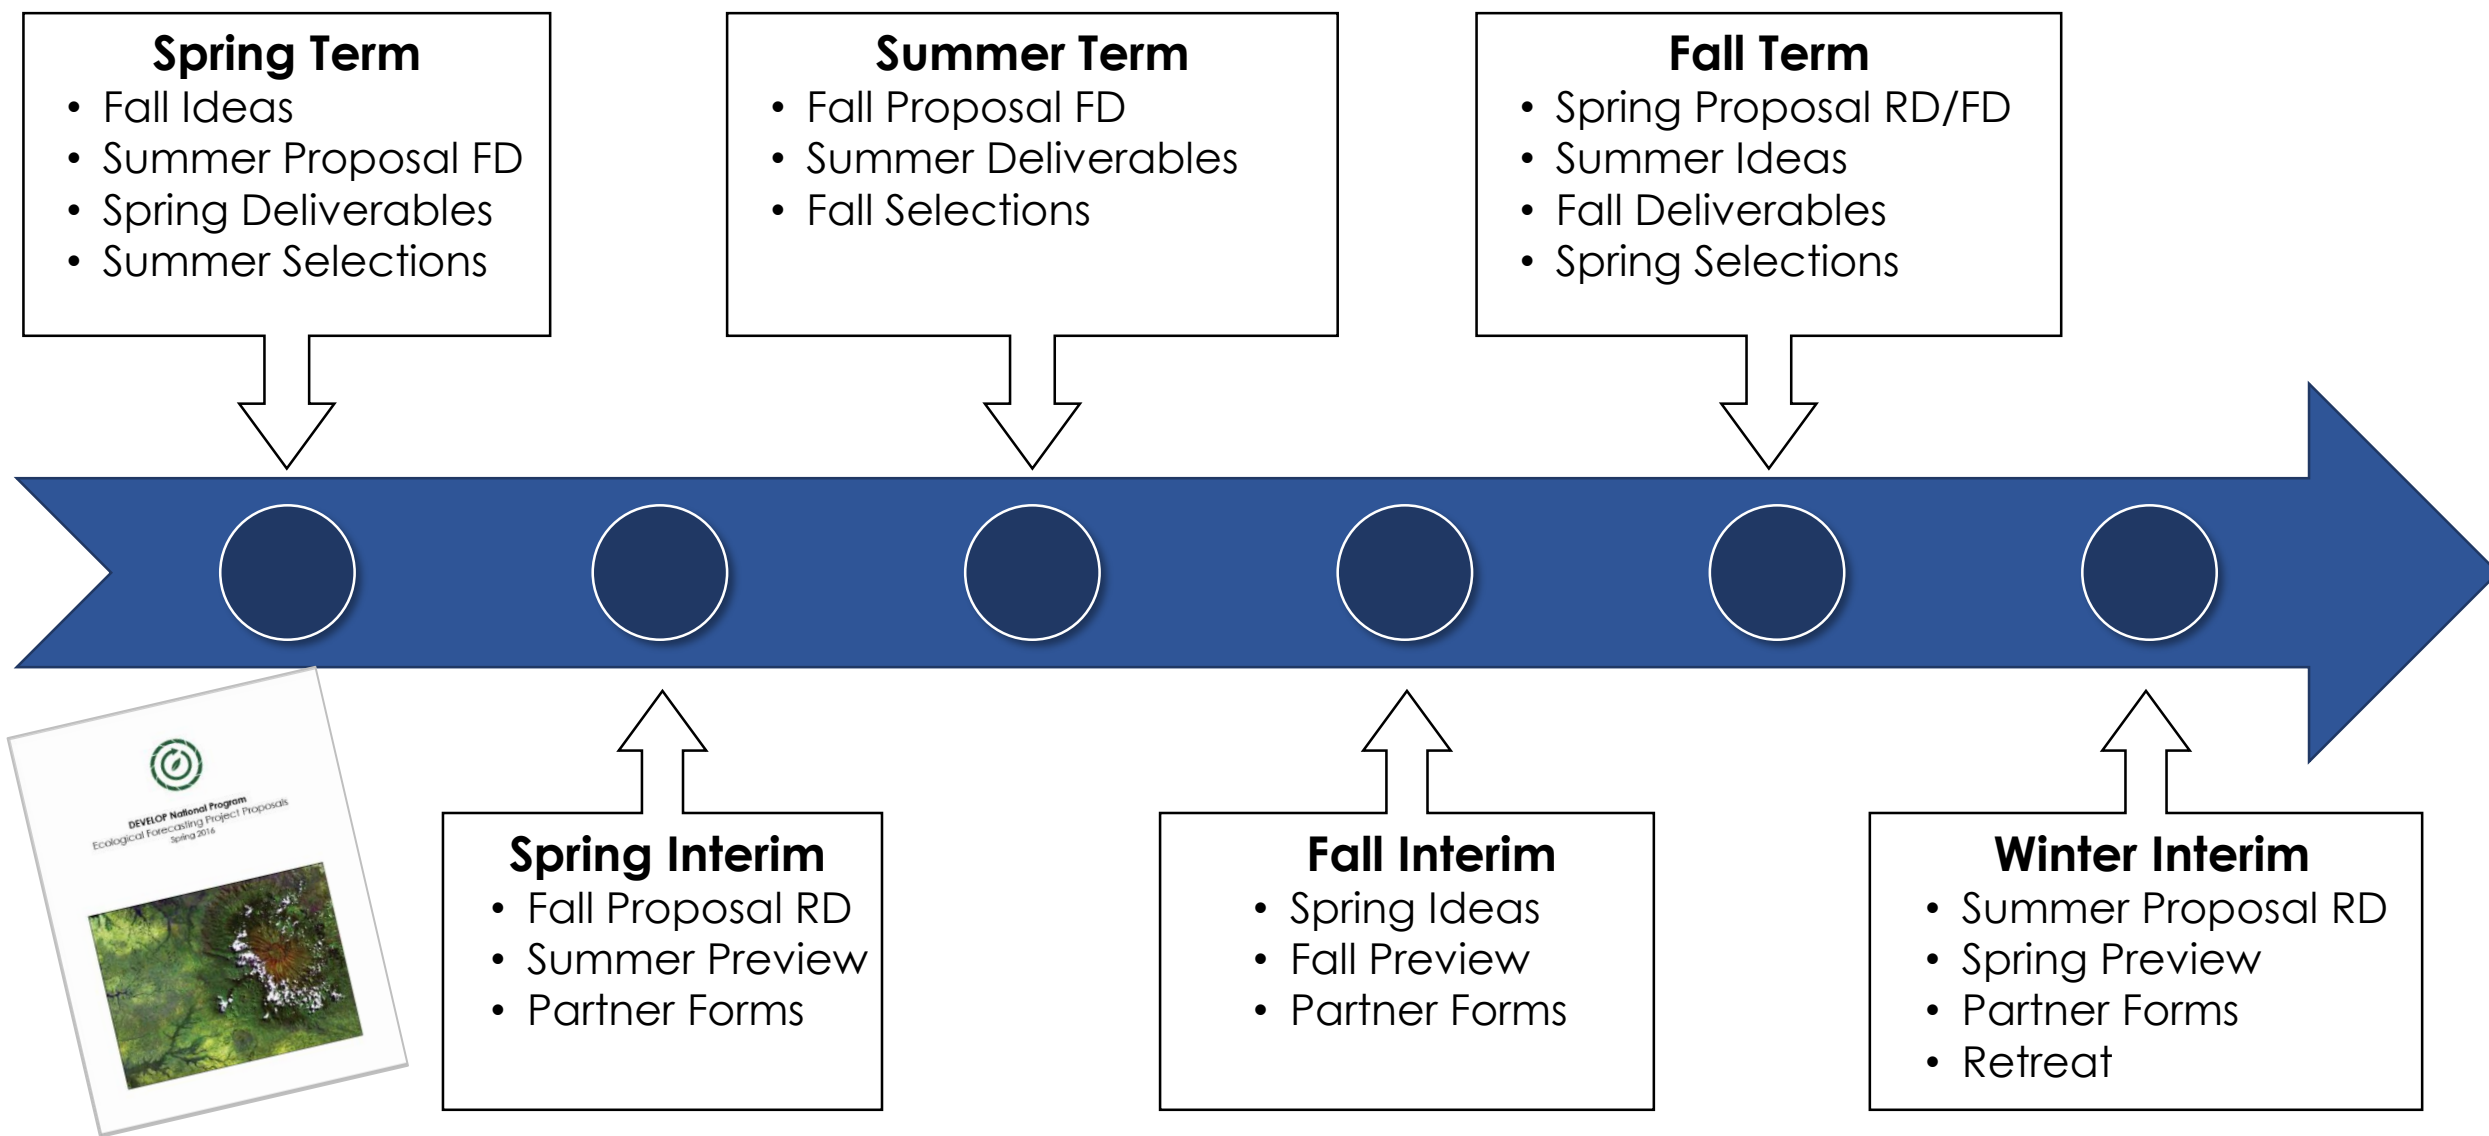 Spring Term
• Fall Ideas
• Summer Proposal FD
• Spring Deliverables
• Summer Selections
Summer Term
• Fall Proposal FD
• Summer Deliverables
• Fall Selections
Fall Term
• Spring Proposal RD/FD
• Summer Ideas
• Fall Deliverables
• Spring Selections
DEVELOP National Program
Ecological Forecasting Project Proposals
Spring 2016
Spring Interim
• Fall Proposal RD
• Summer Preview
• Partner Forms
Fall Interim
• Spring Ideas
• Fall Preview
• Partner Forms
Winter Interim
• Summer Proposal RD
• Spring Preview
• Partner Forms
• Retreat